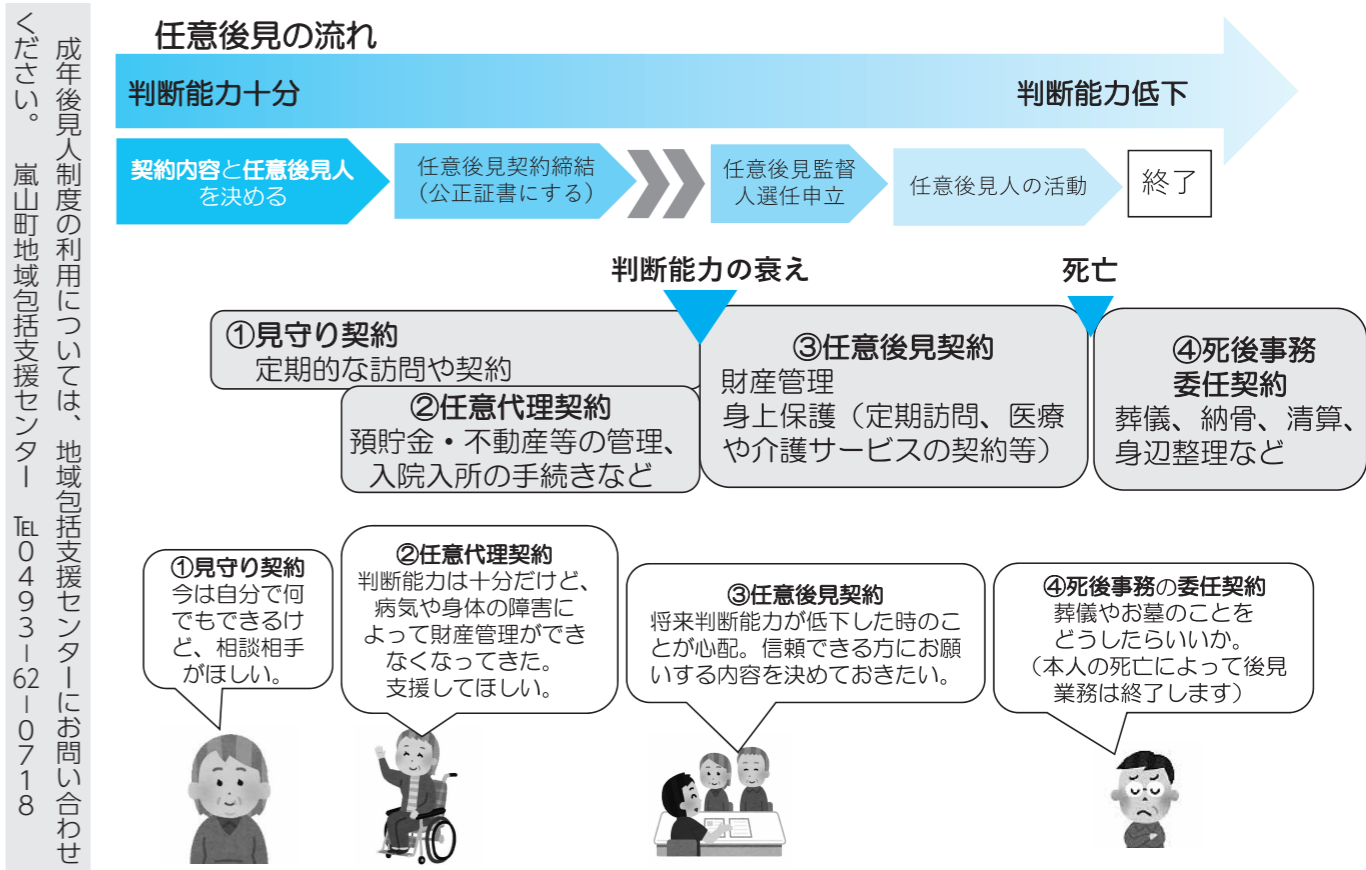 任意後見の流れ
判断能力十分
判断能力低下
契約内容と任意後見人
を決める
任意後見契約締結
(公正証書にする)
任意後見監督
人選任申立
任意後見人の活動
終了
判断能力の衰え
死亡
①見守り契約
定期的な訪問や契約
②任意代理契約
預貯金・不動産等の管理、
入院入所の手続きなど
③任意後見契約
財産管理
身上保護（定期訪問、医療
や介護サービスの契約等）
④死後事務
委任契約
葬儀、納骨、清算、
身辺整理など
①見守り契約
今は自分で何
でもできるけ
ど、相談相手
がほしい。
②任意代理契約
判断能力は十分だけど、
病気や身体の障害に
よって財産管理ができ
なくなってきた。
支援してほしい。
③任意後見契約
将来判断能力が低下した時のこ
とが心配。信頼できる方にお願
いする内容を決めておきたい。
④死後事務の委任契約
葬儀やお墓のことを
どうしたらいいか。
（本人の死亡によって後見
業務は終了します）
成年後見人制度の利用については、地域包括支援センターにお問い合わせ
ください。　嵐山町地域包括支援センター　℡0493-62-0718